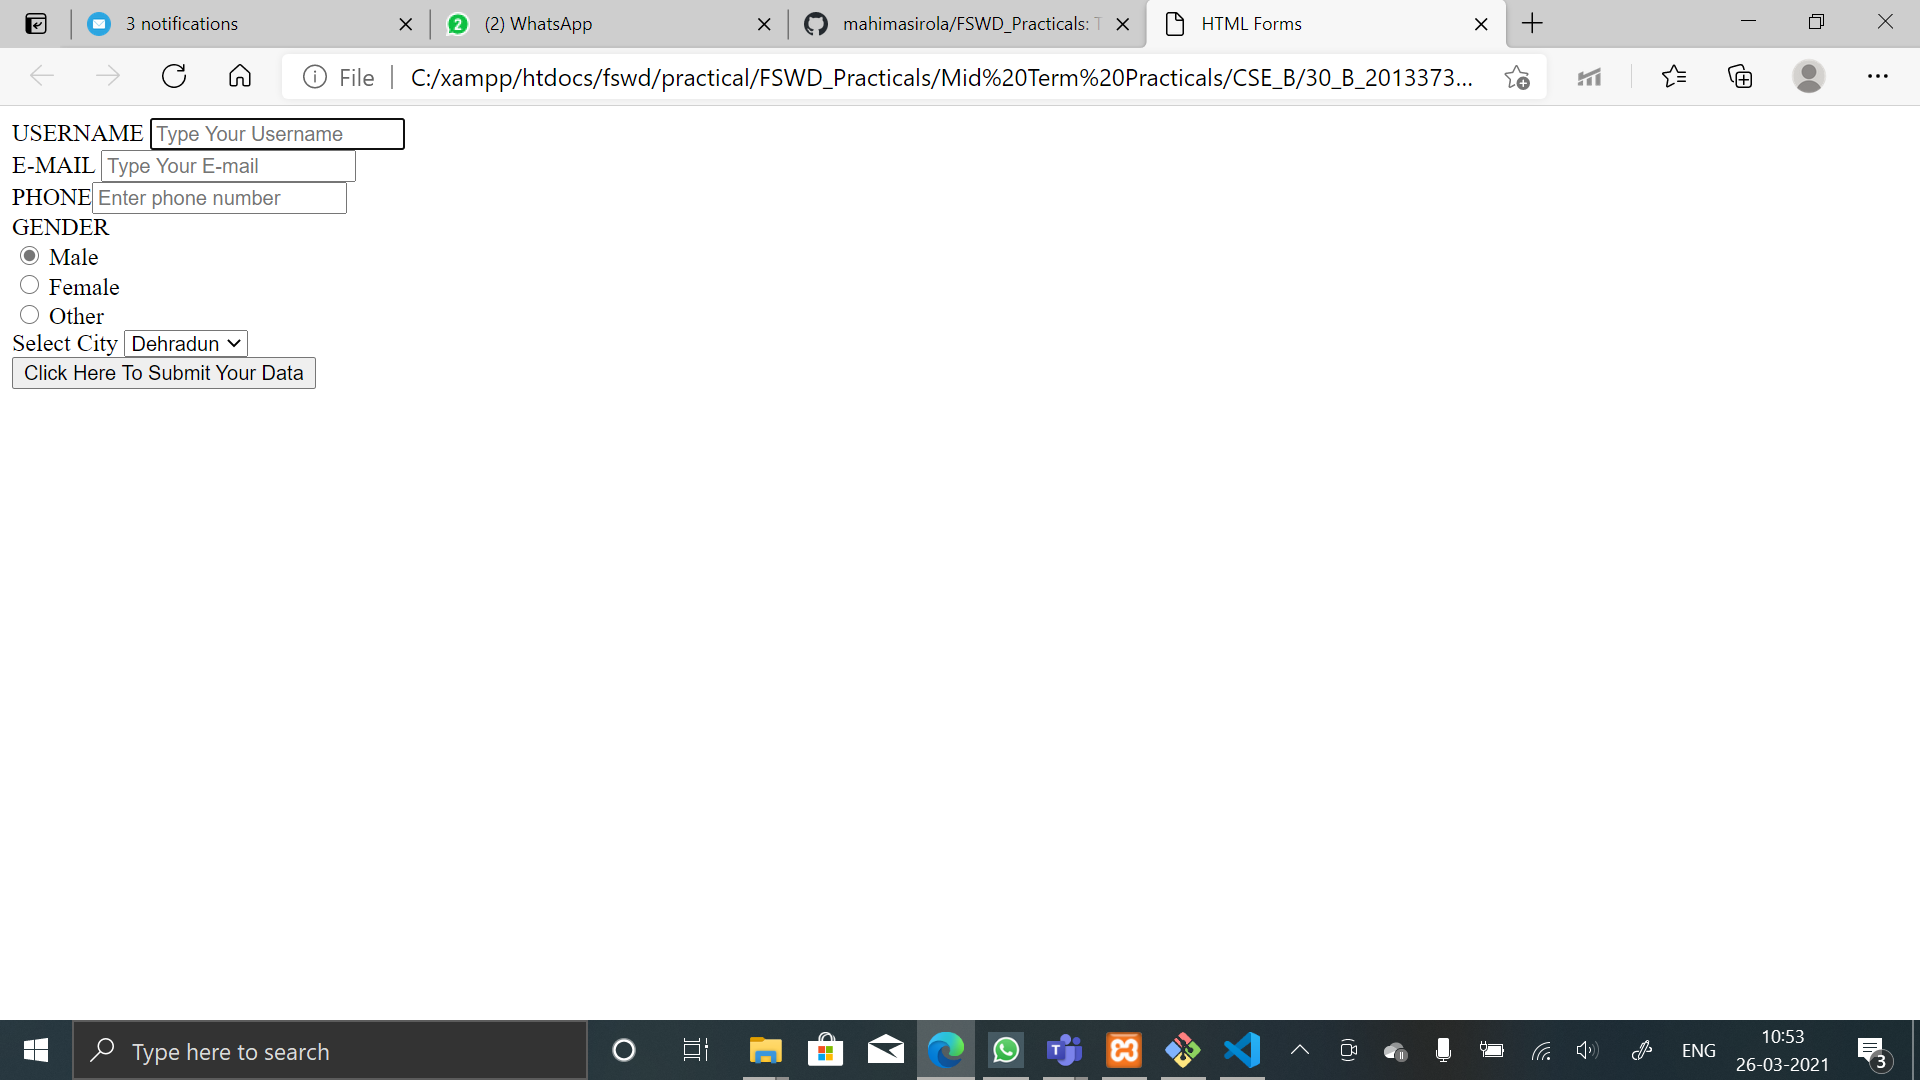 3 notifications
(2) WhatsApp
mahimasirola/FSWD_Practicals:
HTML Forms
File
C:/xampp/htdocs/fswd/practical/FSWD_Practicals/Mid%20Term%20Practicals/CSE_B/30_B_2013373...
USERNAME Type Your Username
E-MAIL Type Your E-mail
PHONE Enter phone number
GENDER
Male
Female
Other
Select City Dehradun
Click Here To Submit Your Data
Type here to search
ENG
10:53
26-03-2021
3